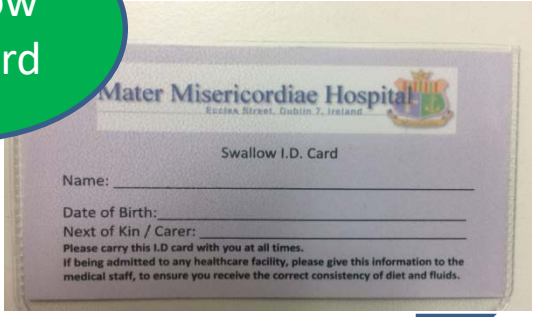 ow
rd
Mater Misericordiae Hospital
Eccles Street, Dublin 7, Ireland
Swallow I.D. Card
Name:
Date of Birth:
Next of Kin / Carer:
Please carry this I.D card with you at all times.
If being admitted to any healthcare facility, please give this information to the
medical staff, to ensure you receive the correct consistency of diet and fluids.